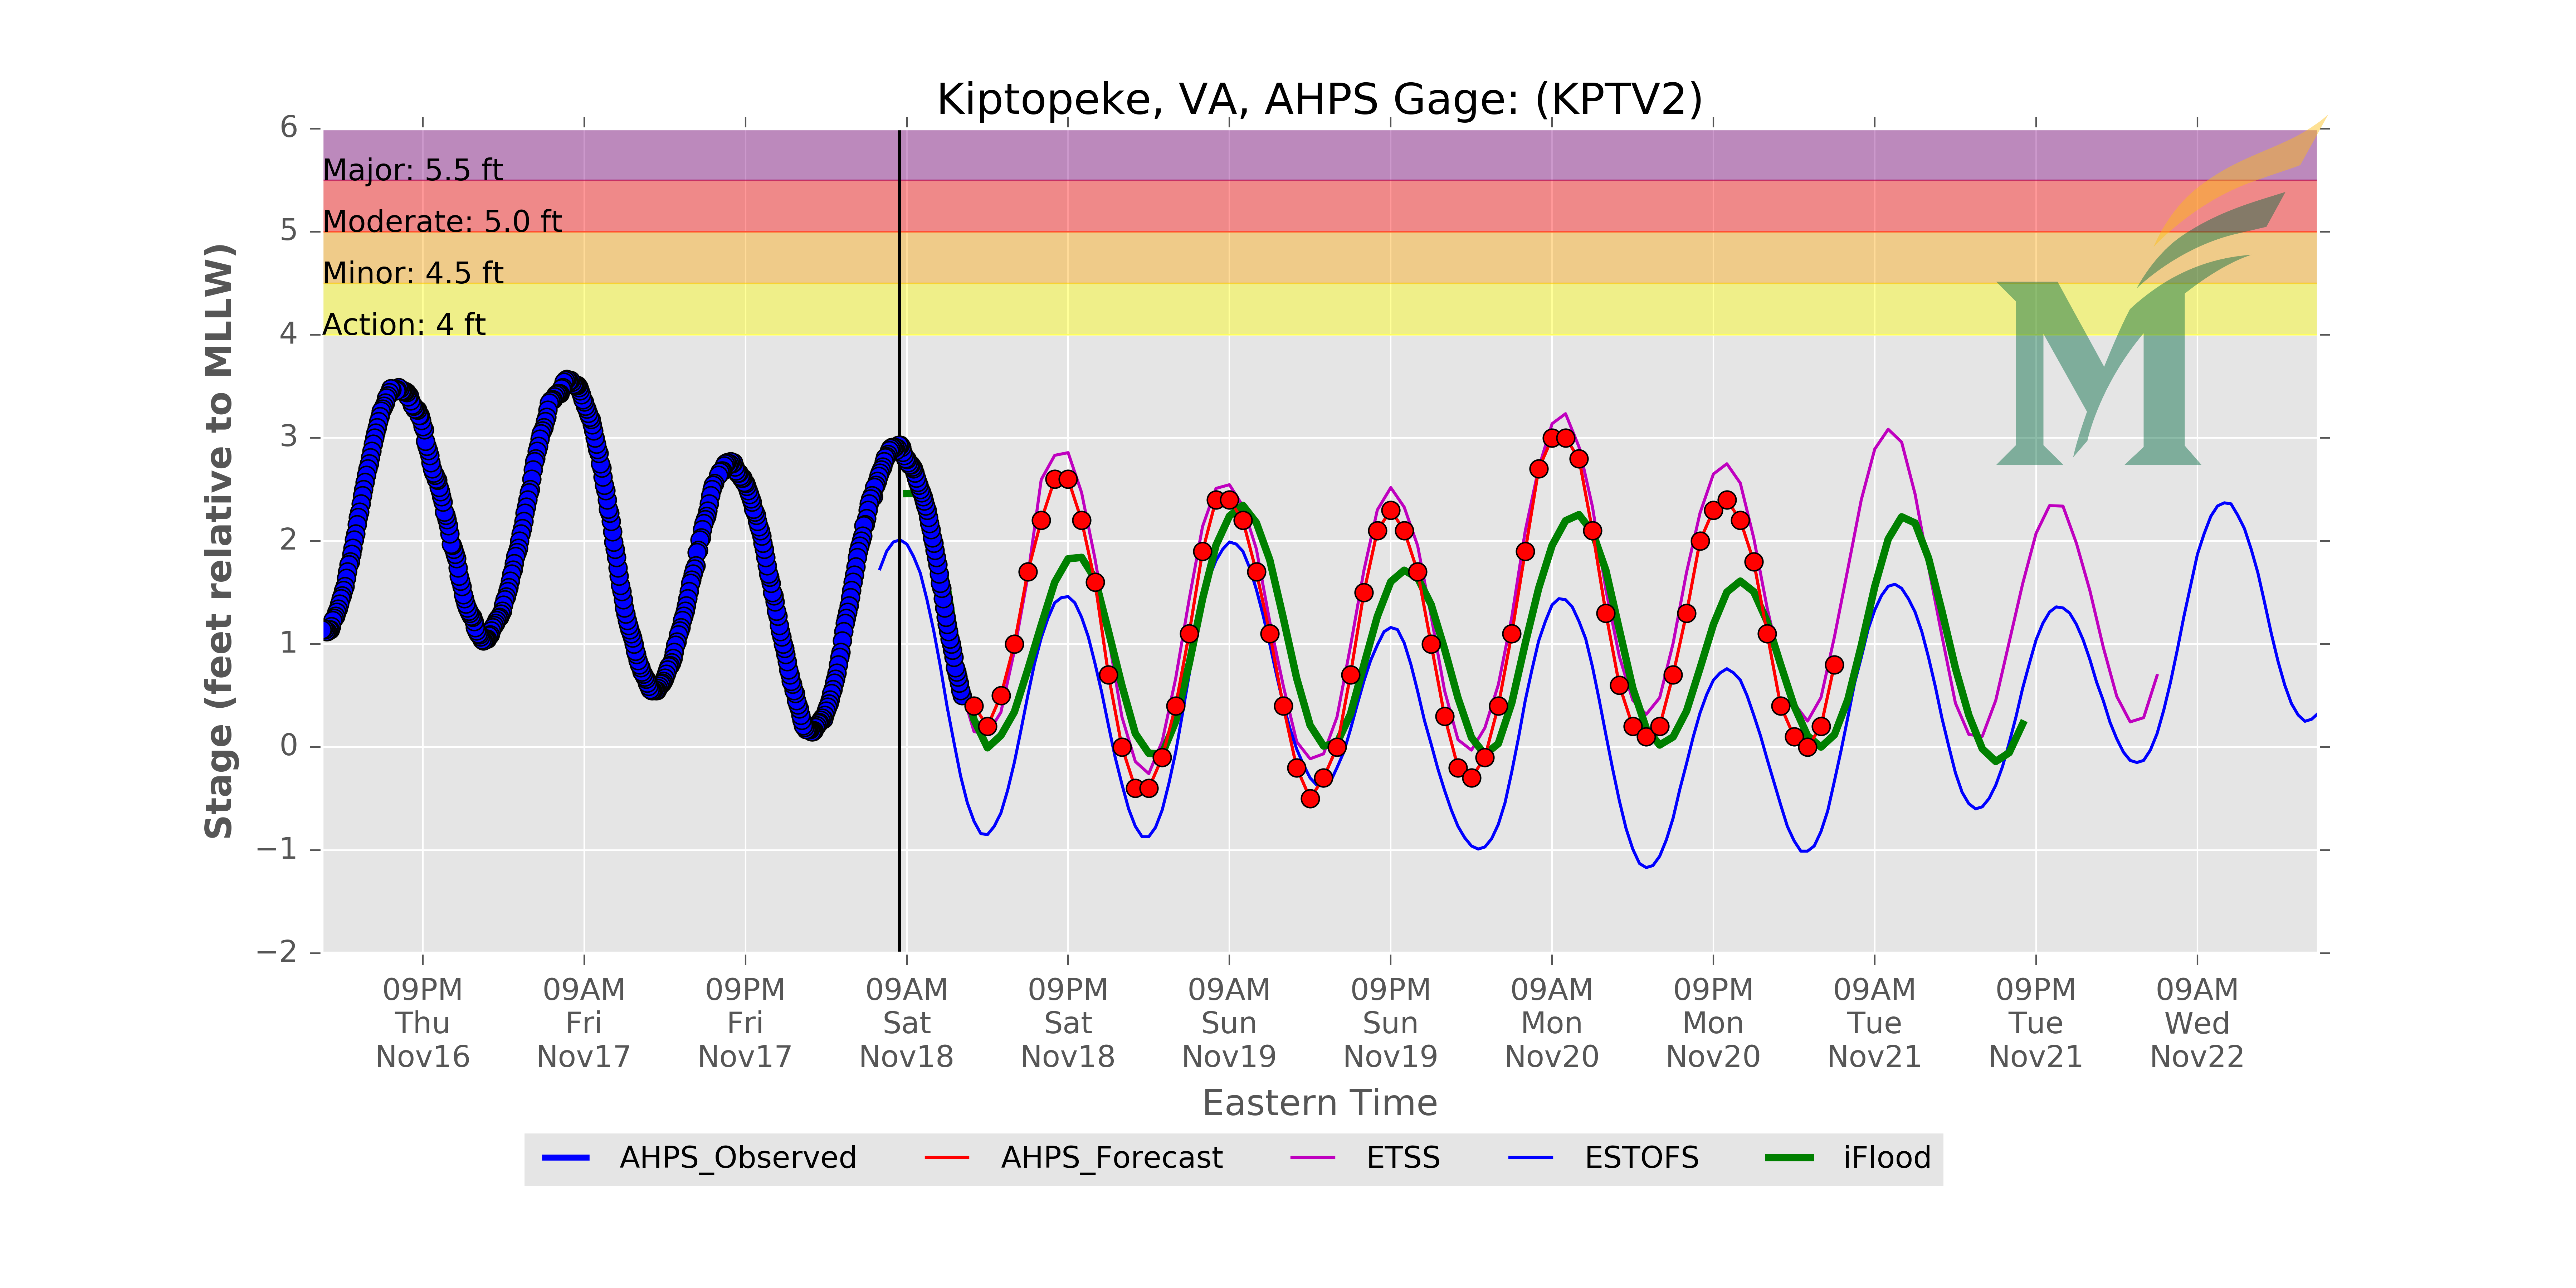 Kiptopeke, VA, AHPS Gage: (KPTV2)
6
5
4
3
2
1
0
−1
−2
Stage (feet relative to MLLW)
Major: 5.5 ft
Moderate: 5.0 ft
Minor: 4.5 ft
Action: 4 ft
M
09PM 09AM 09PM 09AM 09PM 09AM 09PM 09AM 09PM 09AM 09PM 09AM
Thu Fri Fri Sat Sat Sun Sun Mon Mon Tue Tue Wed
Nov16 Nov17 Nov17 Nov18 Nov18 Nov19 Nov19 Nov20 Nov20 Nov21 Nov21 Nov22
Eastern Time
AHPS_Observed AHPS_Forecast ETSS ESTOFS iFlood